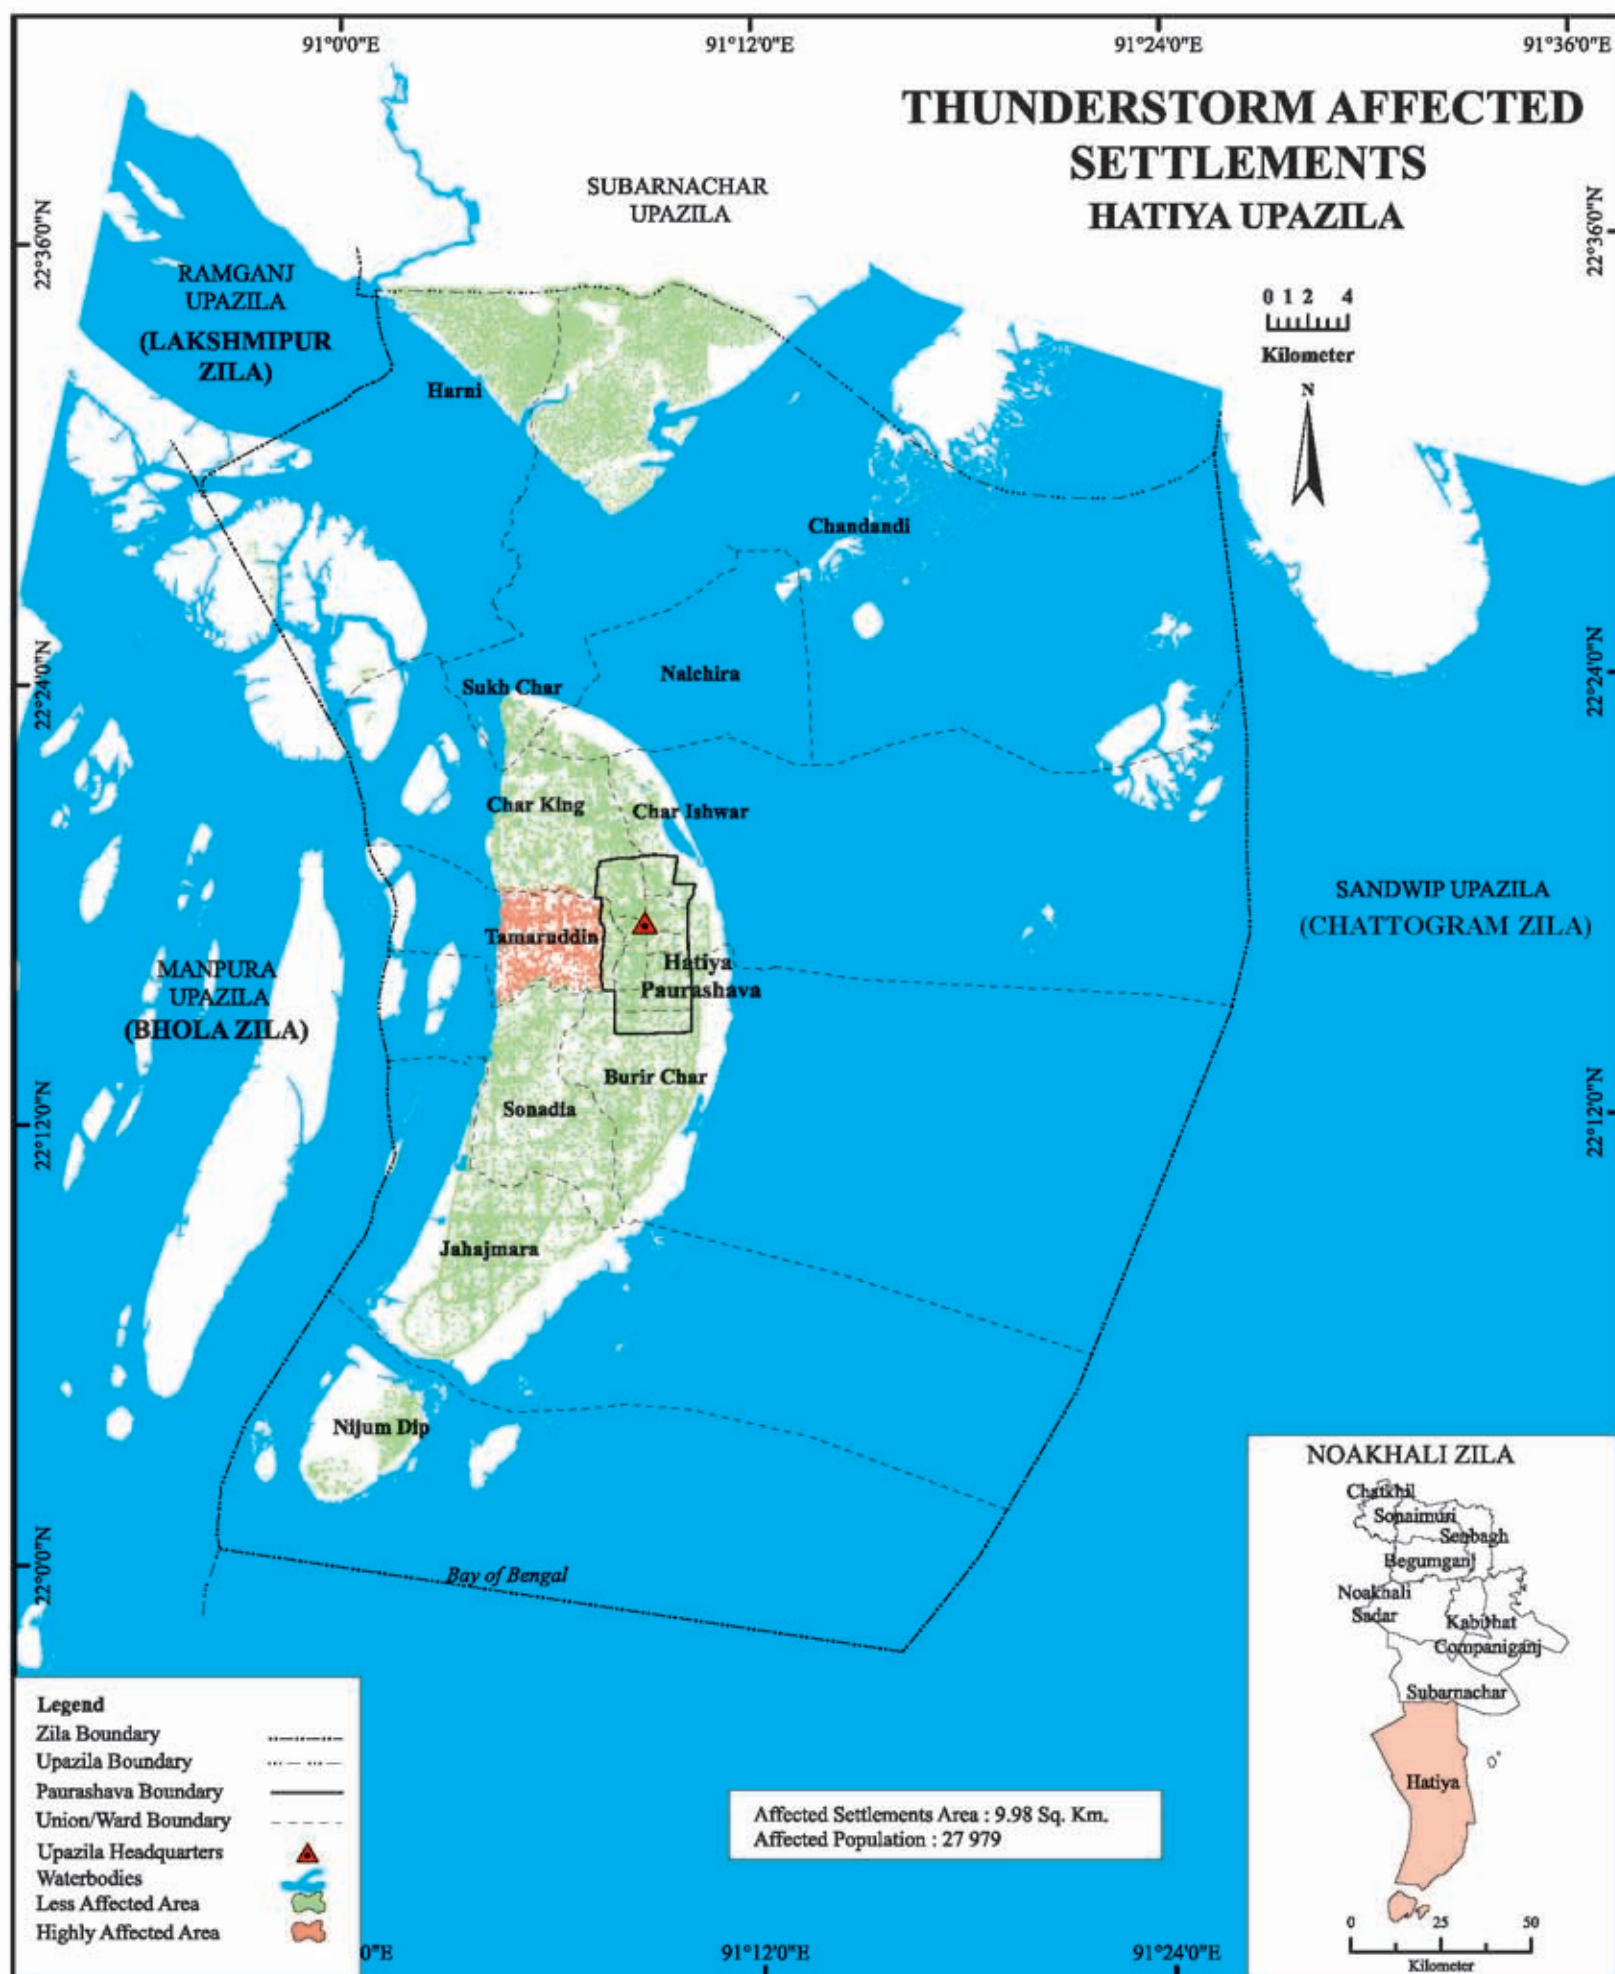 91°0'0"E
91°12'0"E
91°24'0"E
91°36'0"E
THUNDERSTORM AFFECTED
SETTLEMENTS
HATIYA UPAZILA
SUBARNACHAR
UPAZILA
22°36'0"N
22°36'0"N
RAMGANJ
UPAZILA
(LAKSHMIPUR
ZILA)
0 1 2 4
Kilometer
N
Harni
Chandandi
Nalchira
Sukh Char
22°24'0"N
22°24'0"N
Char King
Char Ishwar
SANDWIP UPAZILA
(CHATTOGRAM ZILA)
Tamaruddin
Hatiya
Paurashava
MANPURA
UPAZILA
(BHOLA ZILA)
Burir Char
Sonadia
22°12'0"N
22°12'0"N
Jahajmara
Nijum Dip
22°0'0"N
Bay of Bengal
NOAKHALI ZILA
Chatkhil
Sonaimuri
Senbagh
Begumganj
Noakhali
Sadar
Kabirhat
Companiganj
Subarnachar
Hatiya
0 25 50
Kilometer
Legend
Zila Boundary
Upazila Boundary
Paurashava Boundary
Union/Ward Boundary
Upazila Headquarters
Waterbodies
Less Affected Area
Highly Affected Area
Affected Settlements Area : 9.98 Sq. Km.
Affected Population : 27 979
0"E
91°12'0"E
91°24'0"E